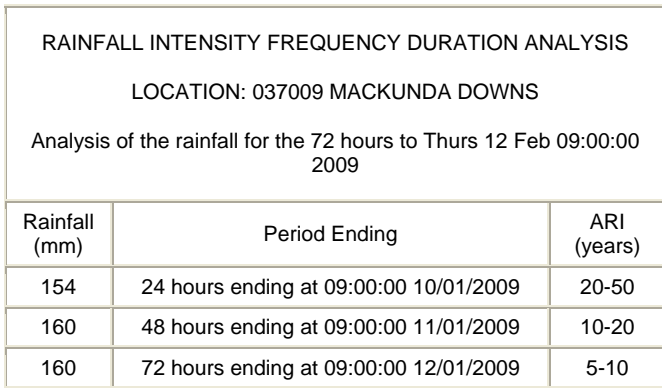 RAINFALL INTENSITY FREQUENCY DURATION ANALYSIS
LOCATION: 037009 MACKUNDA DOWNS
Analysis of the rainfall for the 72 hours to Thurs 12 Feb 09:00:00
2009
Rainfall (mm) Period Ending ARI (years)
154 24 hours ending at 09:00:00 10/01/2009 20-50
160 48 hours ending at 09:00:00 11/01/2009 10-20
160 72 hours ending at 09:00:00 12/01/2009 5-10